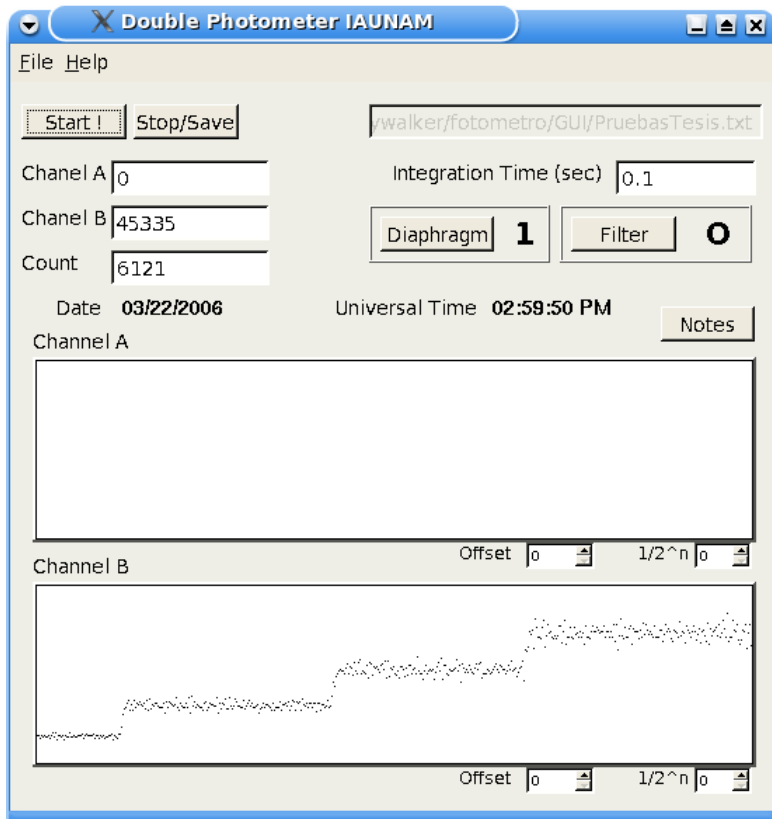 Double Photometer IAUNAM
File Help
Start ! Stop/Save ywalker/fotometro/GUI/PruebasTesis.txt
Chanel A 0 Integration Time (sec) 0.1
Chanel B 45335 Diaphragm 1 Filter O
Count 6121
Date 03/22/2006 Universal Time 02:59:50 PM
Notes
Channel A
Offset 0 1/2^n 0
Channel B
Offset 0 1/2^n 0